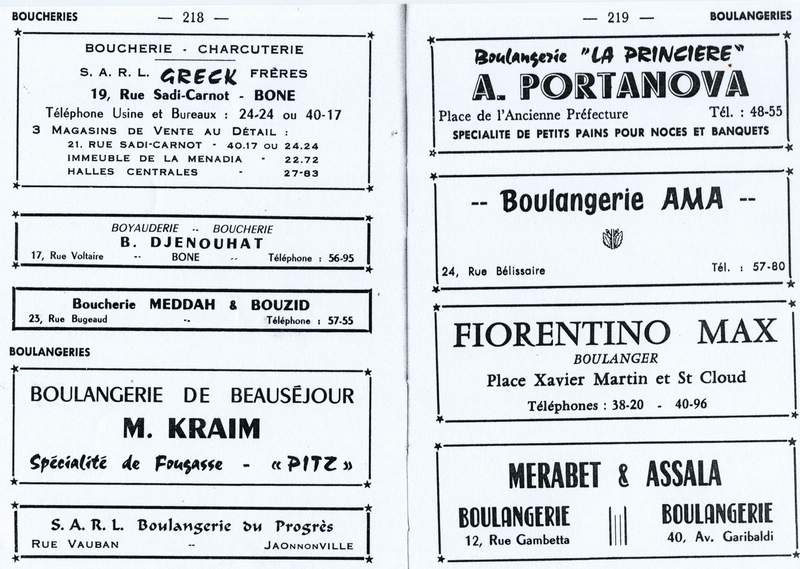 BOUCHERIES — 218 —
BOUCHERIE - CHARCUTERIE
S. A. R. L. GRECK FRÈRES
19, Rue Sadi-Carnot - BONE
Téléphone Usine et Bureaux : 24-24 ou 40-17
3 MAGASINS DE VENTE AU DÉTAIL :
21. RUE SADI-CARNOT - 40.17 OU 24.24
IMMEUBLE DE LA MENADIA - 22.72
HALLES CENTRALES - 27-83
BOYAUDERIE -- BOUCHERIE
B. DJENOUHAT
17, Rue Voltaire -- BONE -- Téléphone : 56-95
Boucherie MEDDAH & BOUZID
23, Rue Bugeaud -- Téléphone : 57-55
BOULANGERIES
BOULANGERIE DE BEAUSÉJOUR
M. KRAIM
Spécialité de Fougasse - « PITZ »
S. A. R. L. Boulangerie du Progrès
RUE VAUBAN -- JAONNONVILLE
— 219 — BOULANGERIES
Boulangerie "LA PRINCIERE"
A. PORTANOVA
Place de l'Ancienne Préfecture Tél. : 48-55
SPECIALITE DE PETITS PAINS POUR NOCES ET BANQUETS
-- Boulangerie AMA --
24, Rue Bélissaire Tél. : 57-80
FIORENTINO MAX
BOULANGER
Place Xavier Martin et St Cloud
Téléphones : 38-20 - 40-96
MERABET & ASSALA
BOULANGERIE BOULANGERIE
12, Rue Gambetta 40, Av. Garibaldi